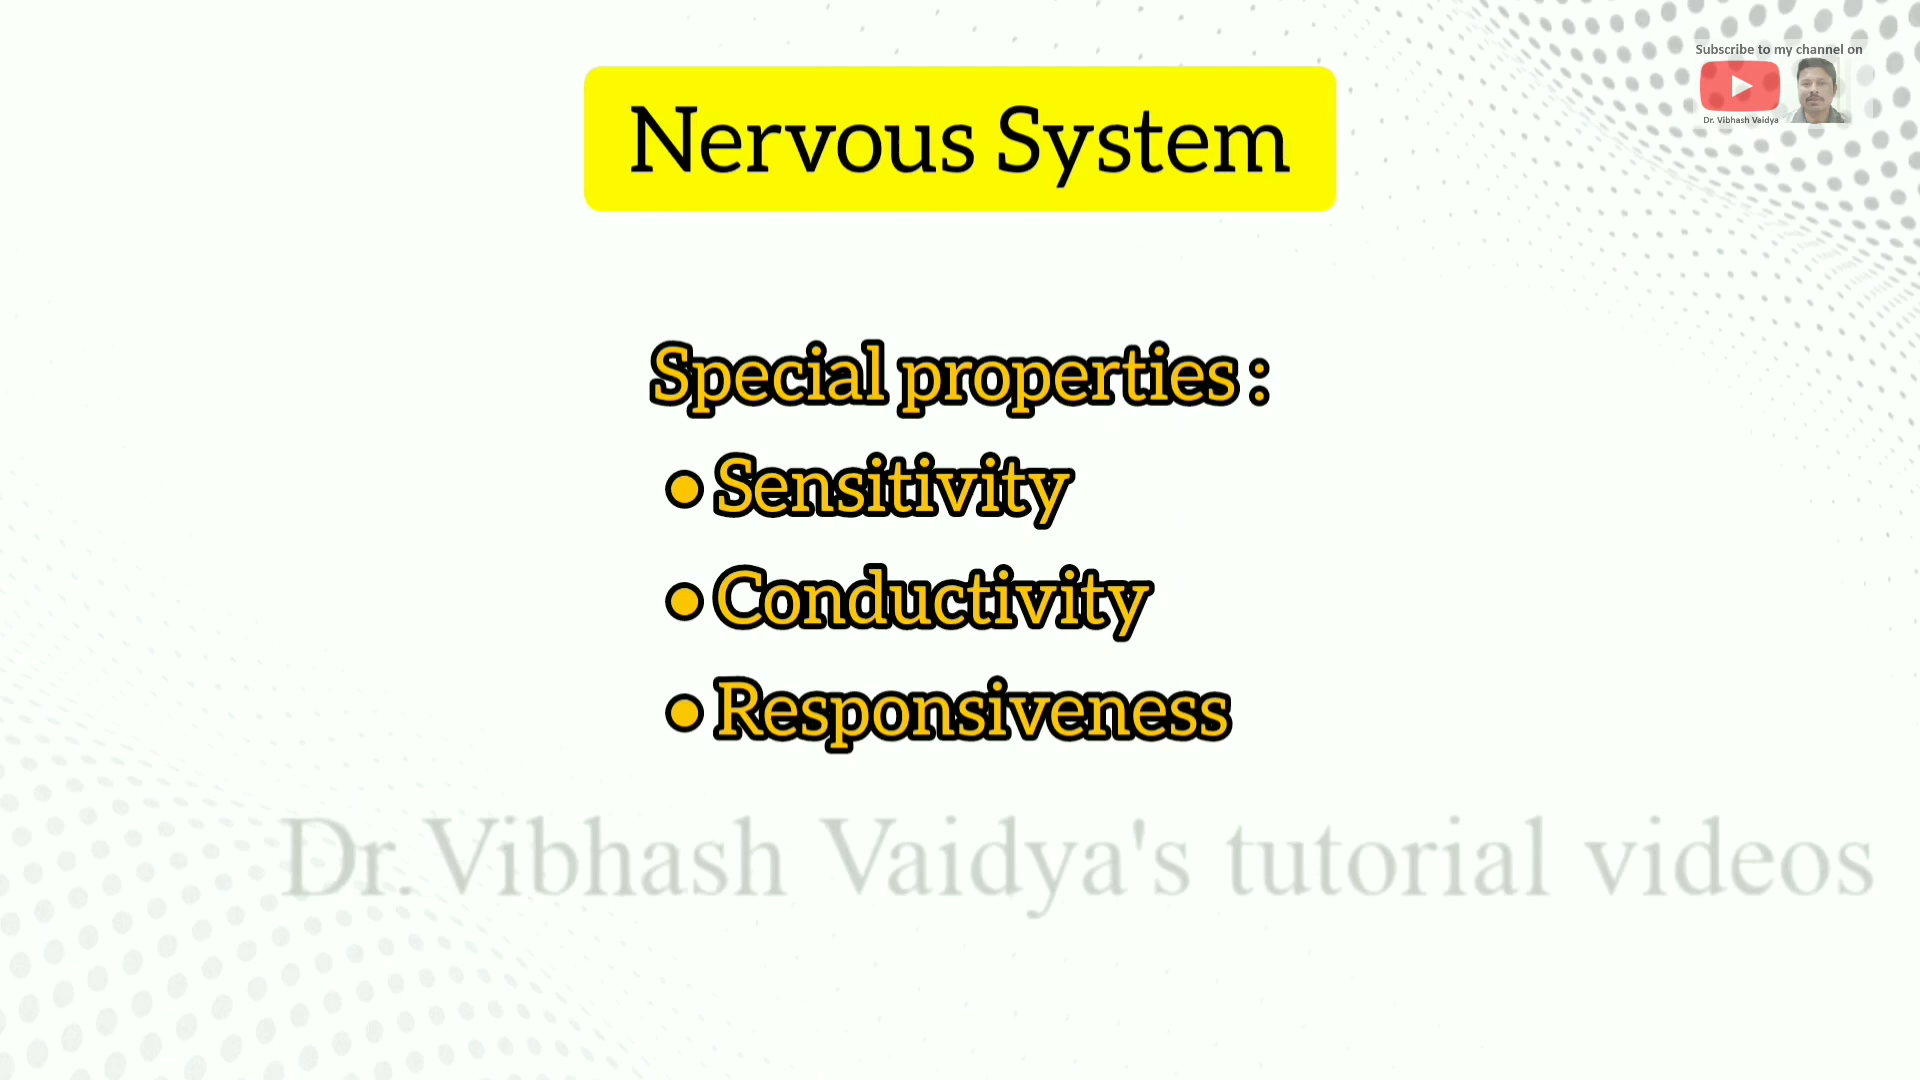 Subscribe to my channel on
Dr. Vibhash Vaidya
Nervous System
Special properties :
• Sensitivity
• Conductivity
• Responsiveness
Dr. Vibhash Vaidya's tutorial videos